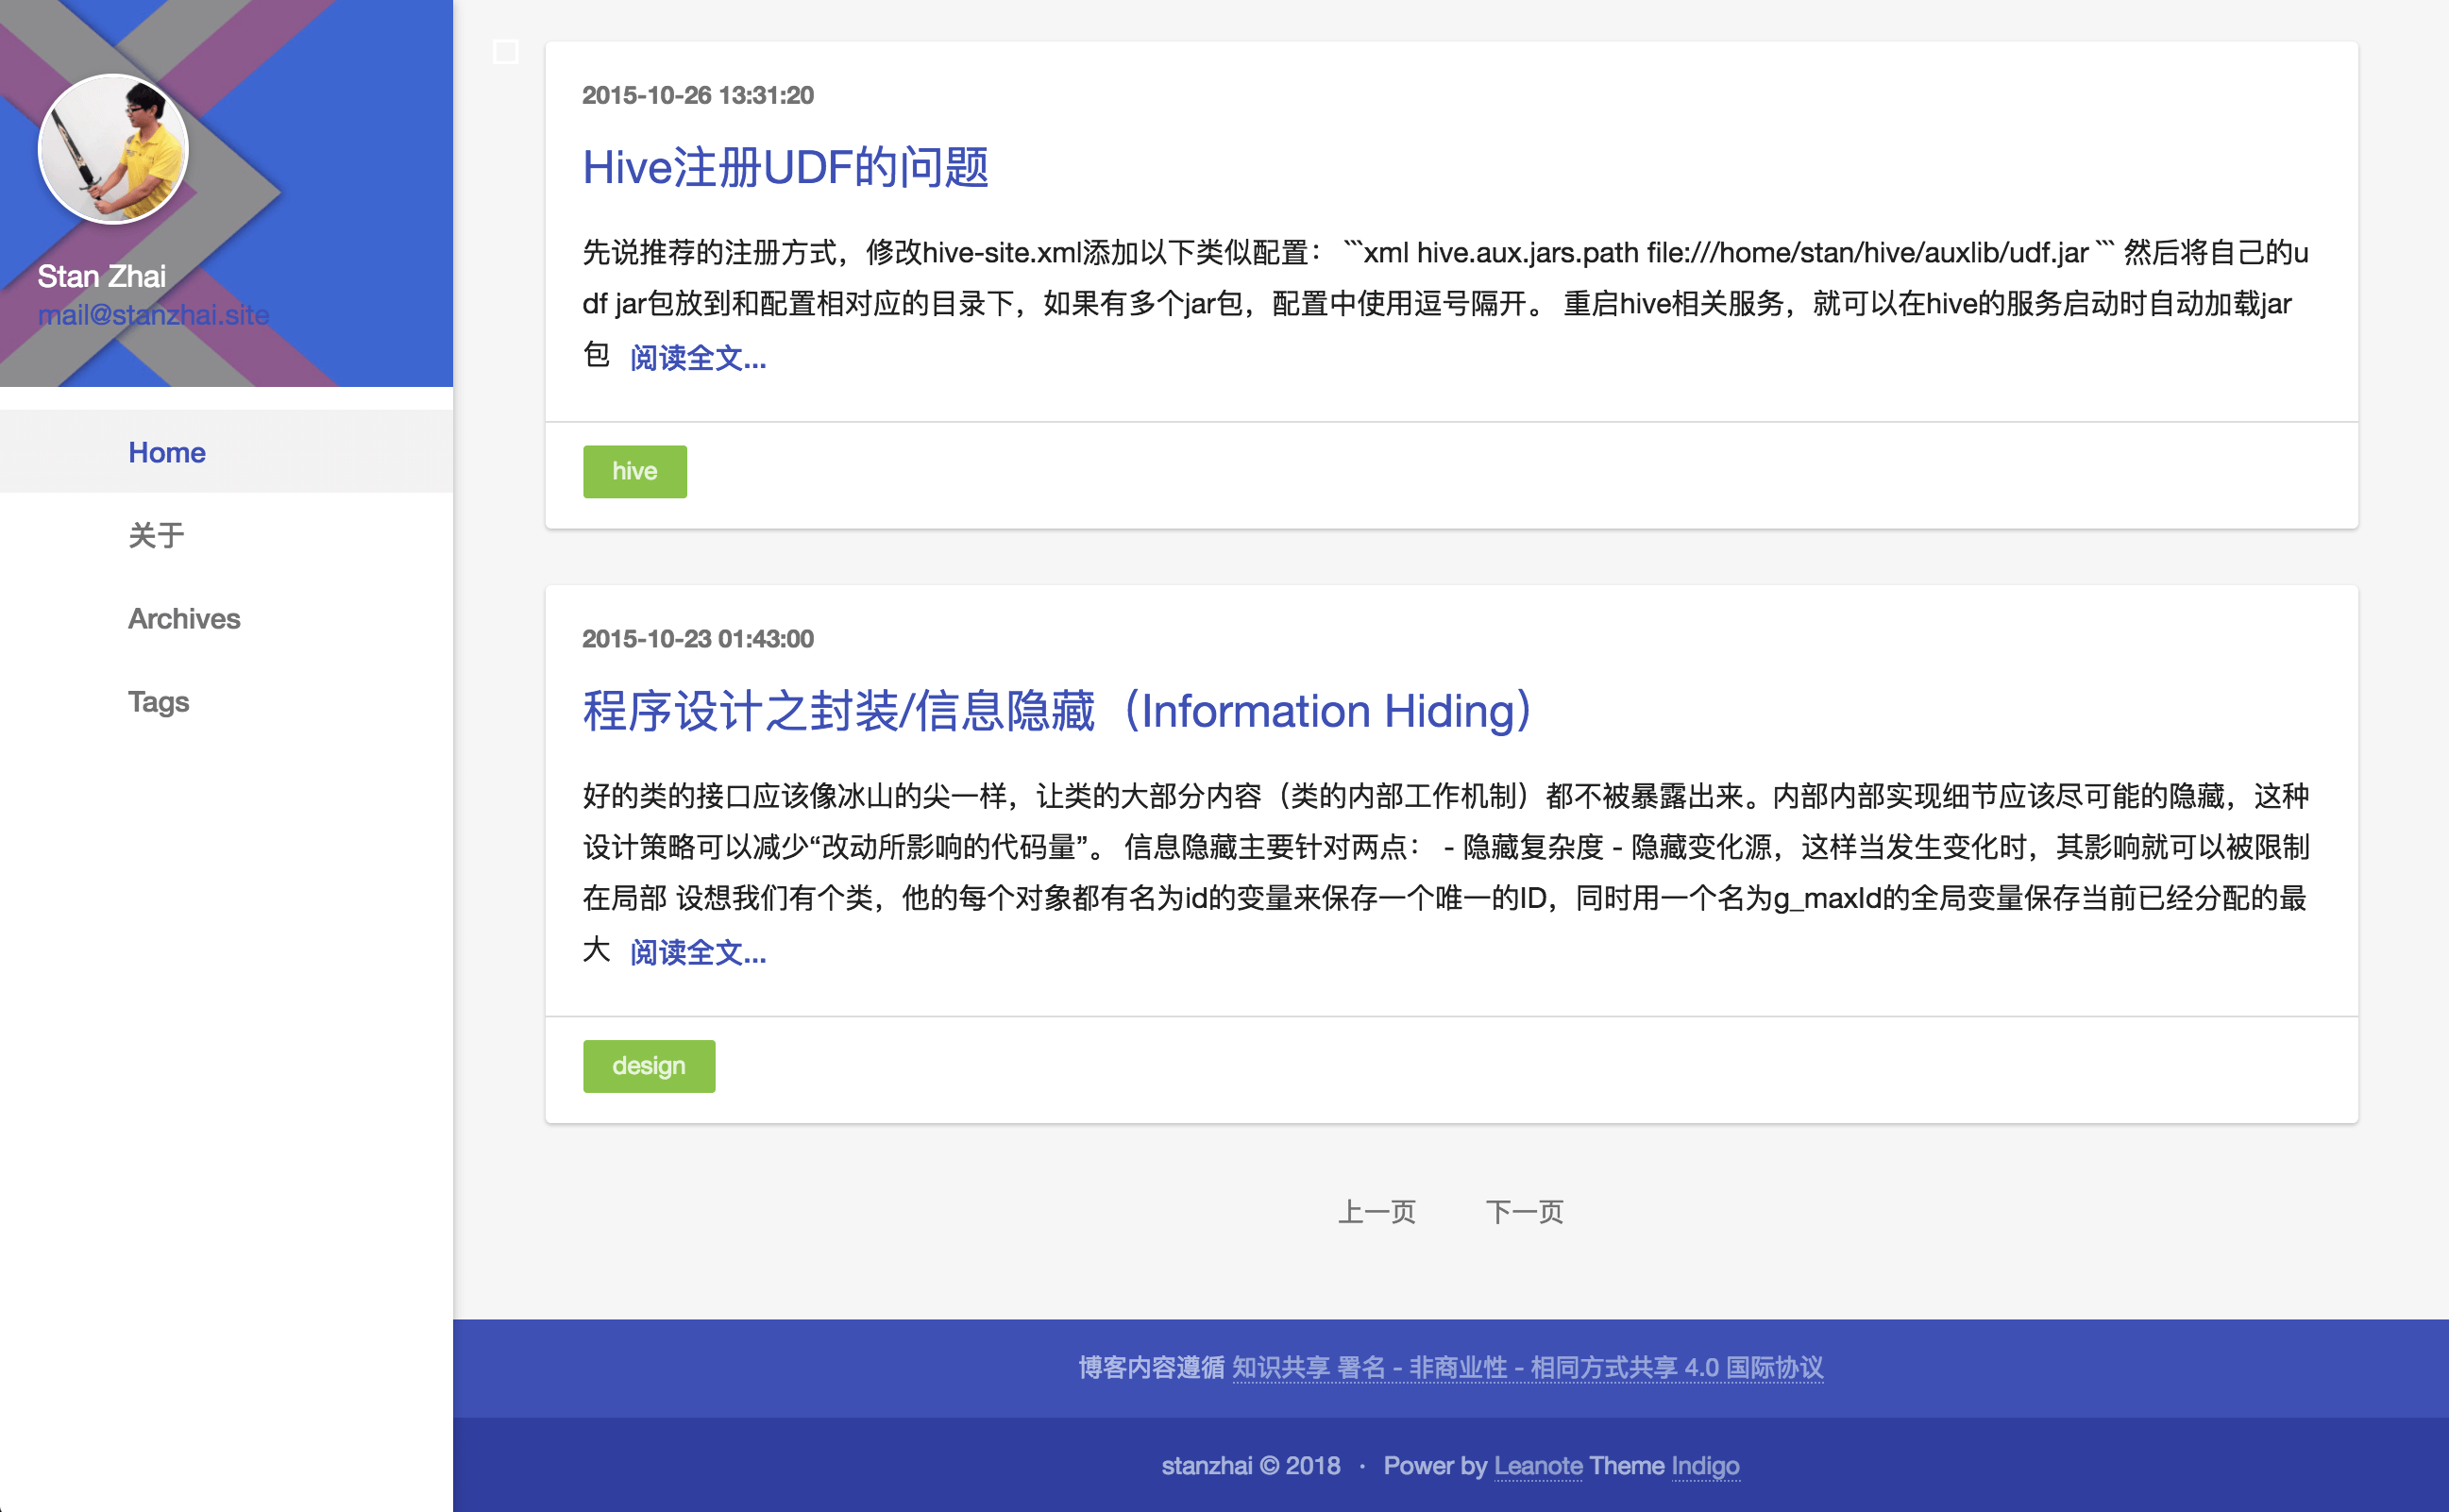 Stan Zhai
mail@stanzhai.site
Home
关于
Archives
Tags
2015-10-26 13:31:20
Hive注册UDF的问题
先说推荐的注册方式，修改hive-site.xml添加以下类似配置： ```xml hive.aux.jars.path file:///home/stan/hive/auxlib/udf.jar ``` 然后将自己的u
df jar包放到和配置相对应的目录下，如果有多个jar包，配置中使用逗号隔开。 重启hive相关服务，就可以在hive的服务启动时自动加载jar
包 阅读全文...
hive
2015-10-23 01:43:00
程序设计之封装/信息隐藏（Information Hiding）
好的类的接口应该像冰山的尖一样，让类的大部分内容（类的内部工作机制）都不被暴露出来。内部内部实现细节应该尽可能的隐藏，这种
设计策略可以减少“改动所影响的代码量”。 信息隐藏主要针对两点： - 隐藏复杂度 - 隐藏变化源，这样当发生变化时，其影响就可以被限制
在局部 设想我们有个类，他的每个对象都有名为id的变量来保存一个唯一的ID，同时用一个名为g_maxId的全局变量保存当前已经分配的最
大 阅读全文...
design
上一页 下一页
博客内容遵循 知识共享 署名 - 非商业性 - 相同方式共享 4.0 国际协议
stanzhai © 2018 · Power by Leanote Theme Indigo